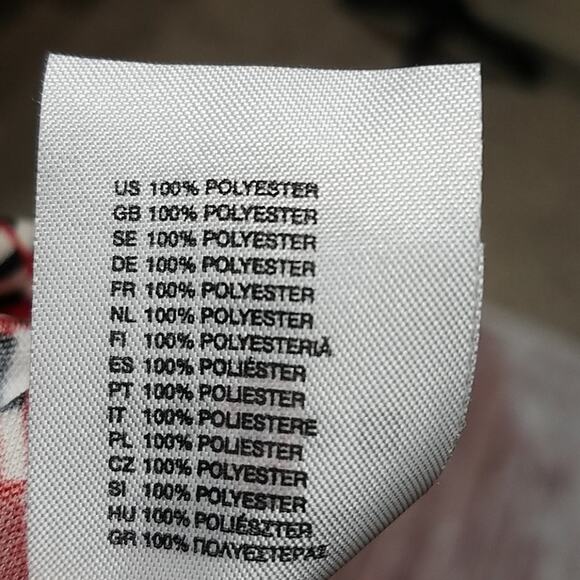 US 100% POLYESTER
GB 100% POLYESTER
SE 100% POLYESTER
DE 100% POLYESTER
FR 100% POLYESTER
NL 100% POLYESTER
FI 100% POLYESTERIÄ
ES 100% POLIÉSTER
PT 100% POLIESTER
IT 100% POLIESTERE
PL 100% POLIESTER
CZ 100% POLYESTER
SI 100% POLYESTER
HU 100% POLIÉSZTER
GR 100% ΠΟΛΥΕΣΤΕΡΑΣ